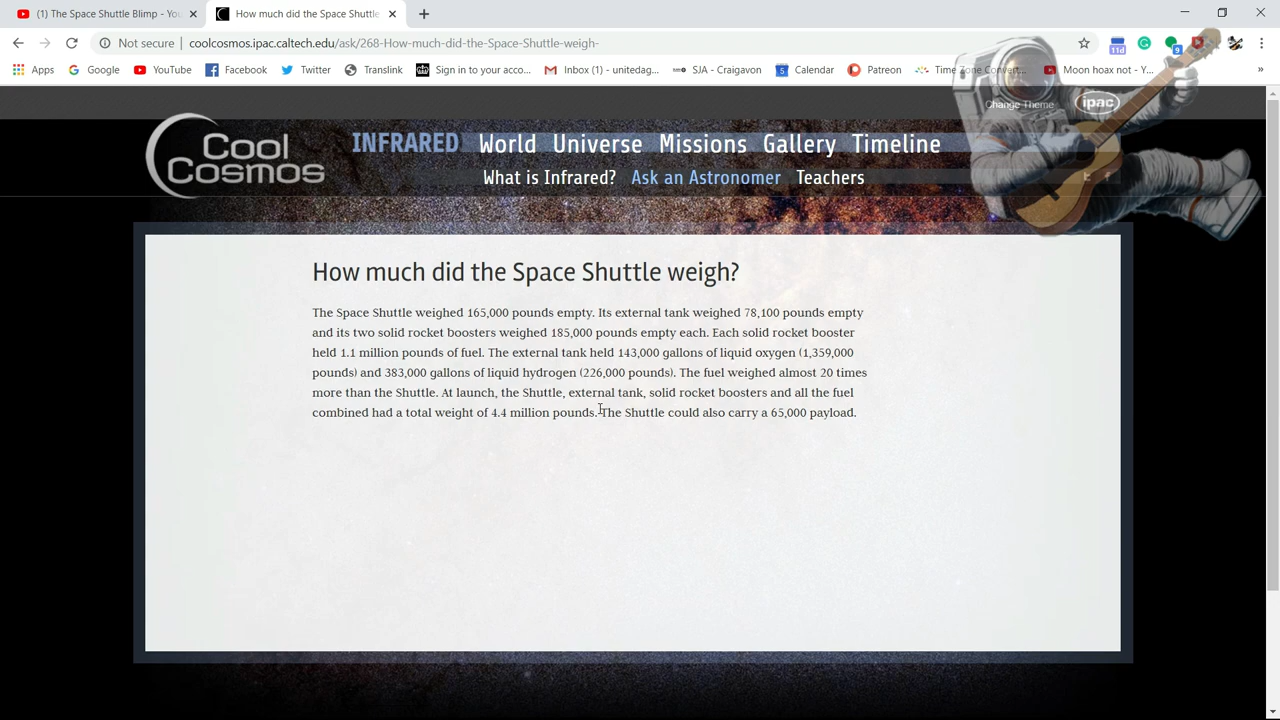 (1) The Space Shuttle Blimp - You
How much did the Space Shuttle
Not secure | coolcosmos.ipac.caltech.edu/ask/268-How-much-did-the-Space-Shuttle-weigh-
11d
9
Apps Google YouTube Facebook Twitter Translink Sign in to your acco... Inbox (1) - unitedag... SJA - Craigavon Calendar Patreon Time Zone Convert... Moon hoax not - Y... »
Change Theme ipac
Cool Cosmos
INFRARED World Universe Missions Gallery Timeline
What is Infrared? Ask an Astronomer Teachers
How much did the Space Shuttle weigh?
The Space Shuttle weighed 165,000 pounds empty. Its external tank weighed 78,100 pounds empty
and its two solid rocket boosters weighed 185,000 pounds empty each. Each solid rocket booster
held 1.1 million pounds of fuel. The external tank held 143,000 gallons of liquid oxygen (1,359,000
pounds) and 383,000 gallons of liquid hydrogen (226,000 pounds). The fuel weighed almost 20 times
more than the Shuttle. At launch, the Shuttle, external tank, solid rocket boosters and all the fuel
combined had a total weight of 4.4 million pounds. The Shuttle could also carry a 65,000 payload.